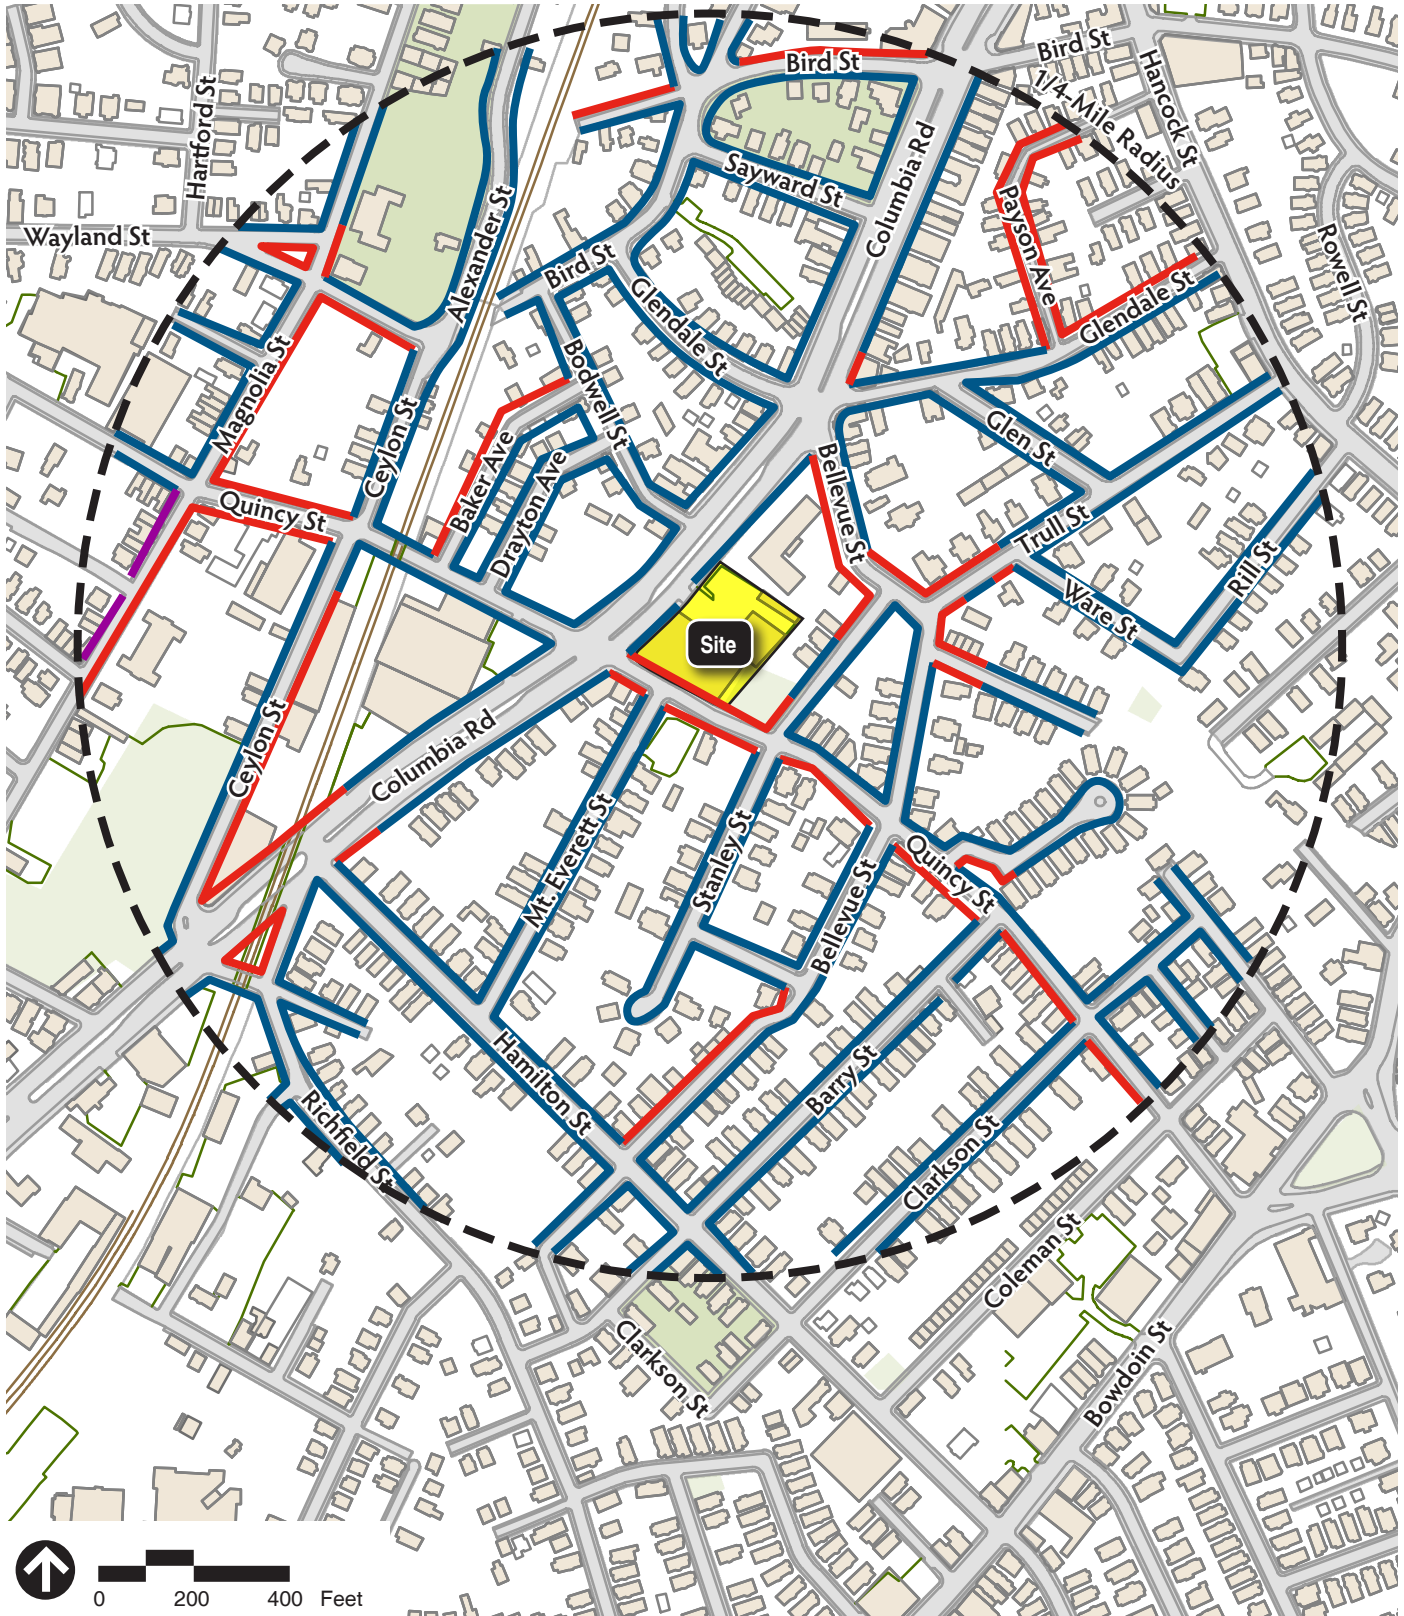 Bird St
Bird St
Hancock St
1/4-Mile Radius
Hartford St
Columbia Rd
Sayward St
Payson Ave
Alexander St
Wayland St
Rowell St
Bird St
Glendale St
Glendale St
Magnolia St
Bodwell St
Ceylon St
Glen St
Baker Ave
Bellevue St
Drayton Ave
Quincy St
Trull St
Rill St
Ware St
Site
Ceylon St
Columbia Rd
Mt. Everett St
Stanley St
Quincy St
Bellevue St
Hamilton St
Barry St
Richfield St
Clarkson St
Coleman St
Clarkson St
Bowdoin St
0 200 400 Feet